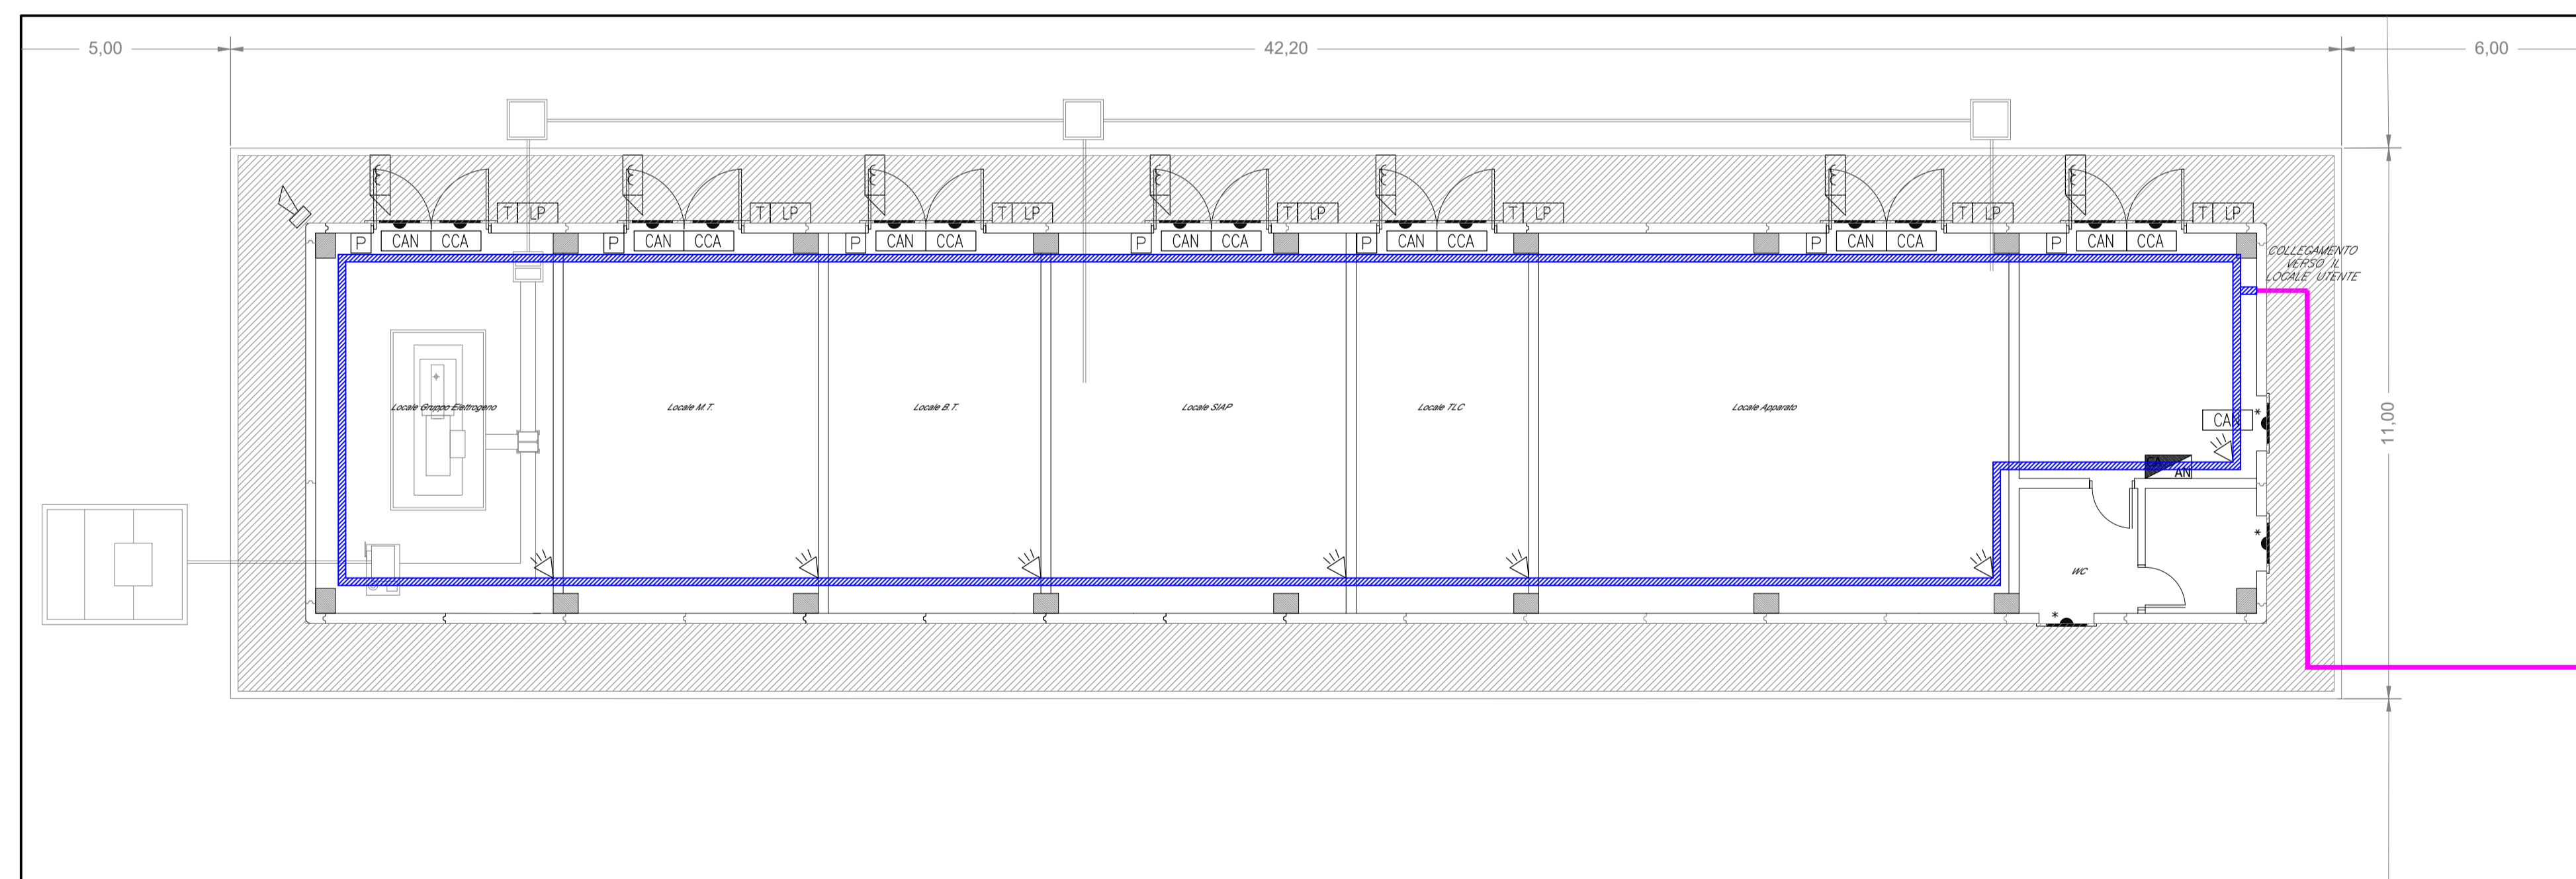 5,00
42,20
6,00
T LP
T LP
T LP
T LP
T LP
T LP
T LP
P CAN CCA
P CAN CCA
P CAN CCA
P CAN CCA
P CAN CCA
P CAN CCA
P CAN CCA
COLLEGAMENTO
VERSO IL
LOCALE UTENTE
Locale Gruppo Elettrogeno
Locale M.T.
Locale B.T.
Locale SIAP
Locale TLC
Locale Apparato
11,00
CAN
*
AN
*
WC
*